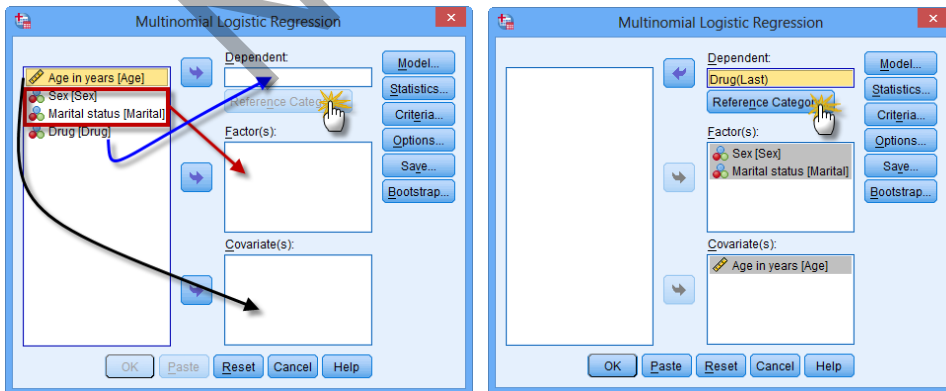 Multinomial Logistic Regression
Age in years [Age]
Sex [Sex]
Marital status [Marital]
Drug [Drug]
Dependent:
Reference Categ
Factor(s):
Covariate(s):
Model...
Statistics...
Criteria...
Options...
Save...
Bootstrap...
OK
Paste
Reset
Cancel
Help
Multinomial Logistic Regression
Dependent:
Drug(Last)
Reference Catego
Factor(s):
Sex [Sex]
Marital status [Marital]
Covariate(s):
Age in years [Age]
Model...
Statistics...
Criteria...
Options...
Save...
Bootstrap...
OK
Paste
Reset
Cancel
Help